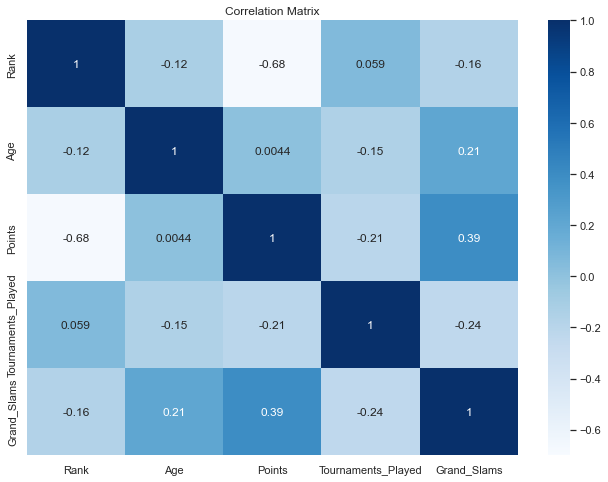 Correlation Matrix
Rank 1 -0.12 -0.68 0.059 -0.16
Age -0.12 1 0.0044 -0.15 0.21
Points -0.68 0.0044 1 -0.21 0.39
Tournaments_Played 0.059 -0.15 -0.21 1 -0.24
Grand_Slams -0.16 0.21 0.39 -0.24 1
Rank Age Points Tournaments_Played Grand_Slams
1.0
0.8
0.6
0.4
0.2
0.0
-0.2
-0.4
-0.6